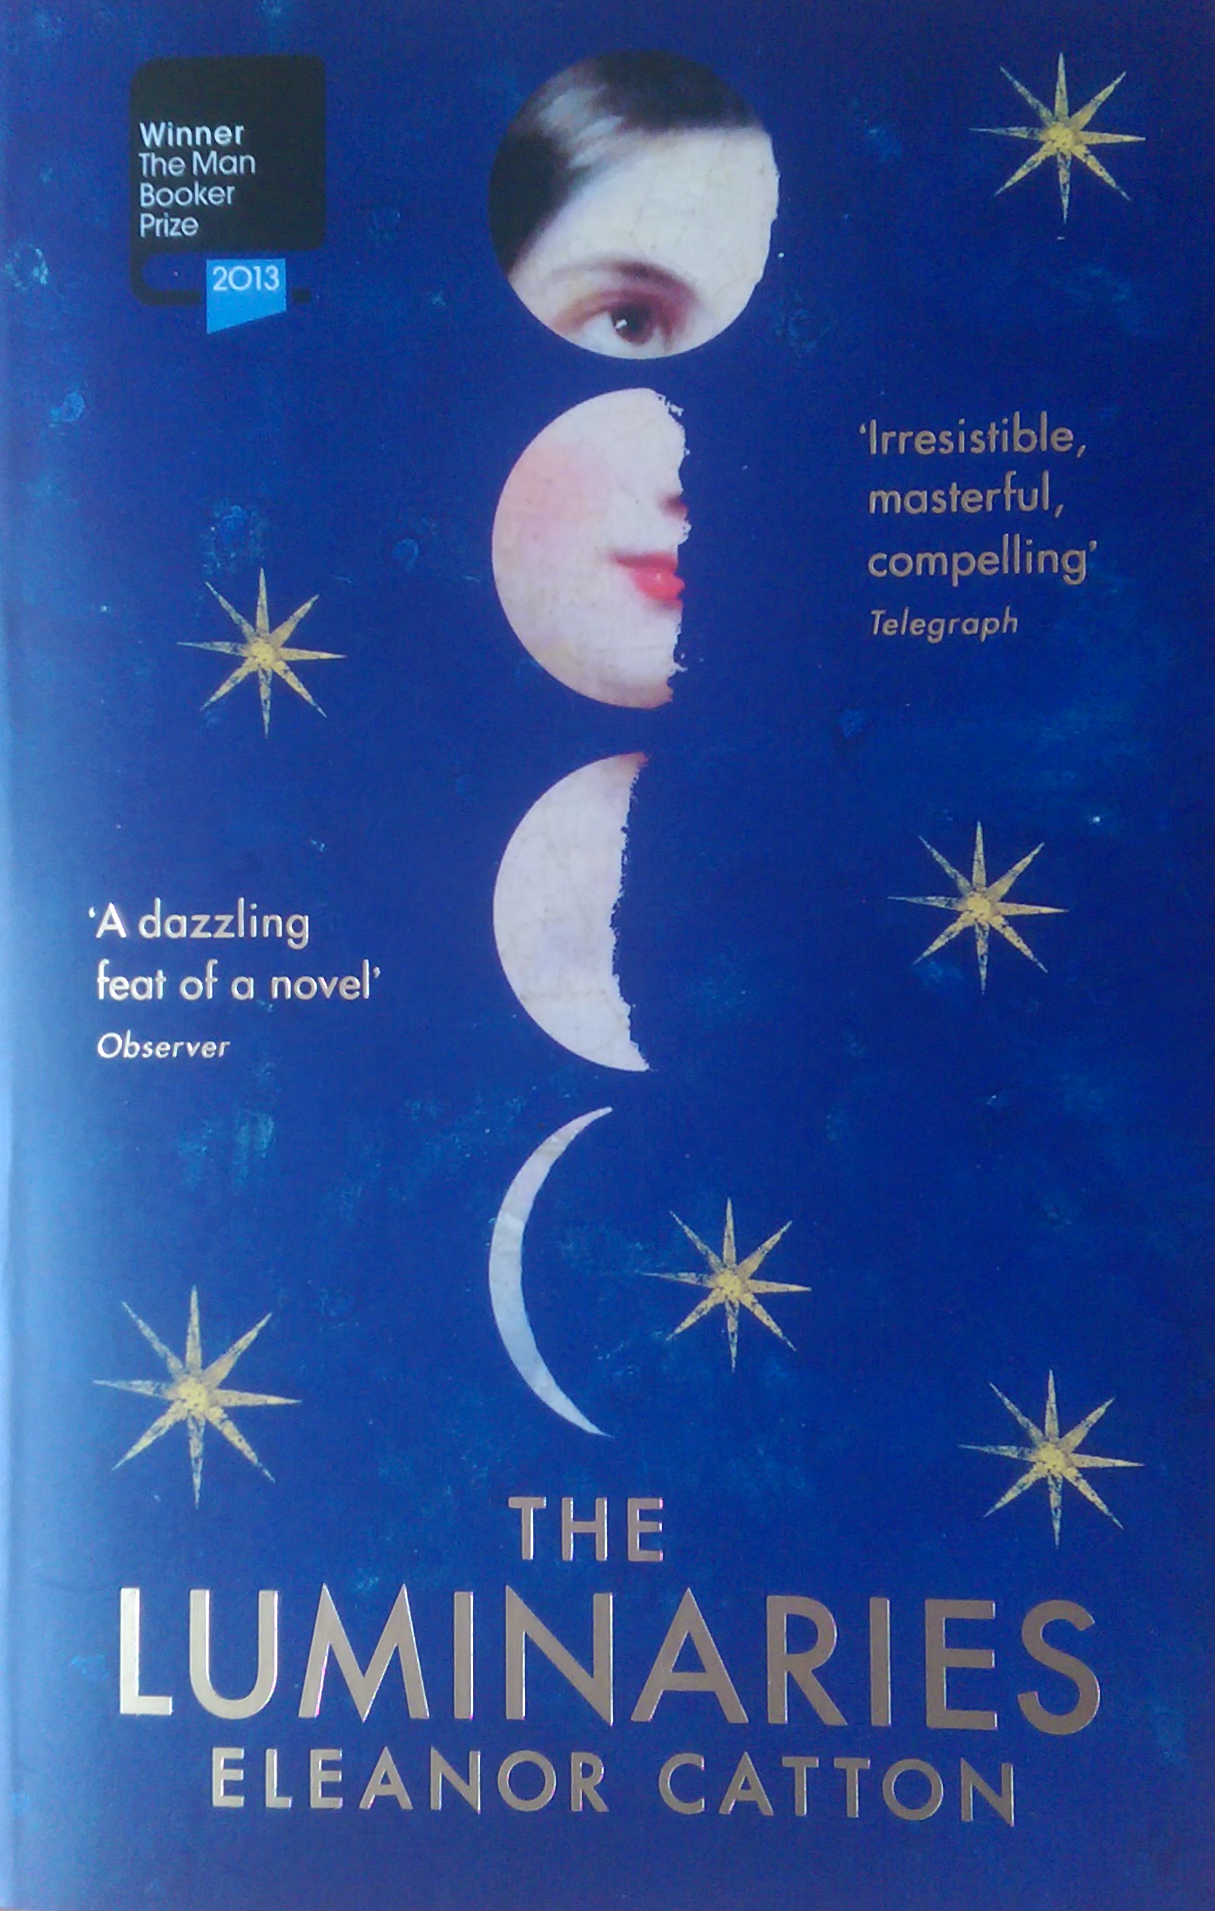 Winner
The Man
Booker
Prize
2013
‘Irresistible,
masterful,
compelling’
Telegraph
‘A dazzling
feat of a novel’
Observer
THE
LUMINARIES
ELEANOR CATTON